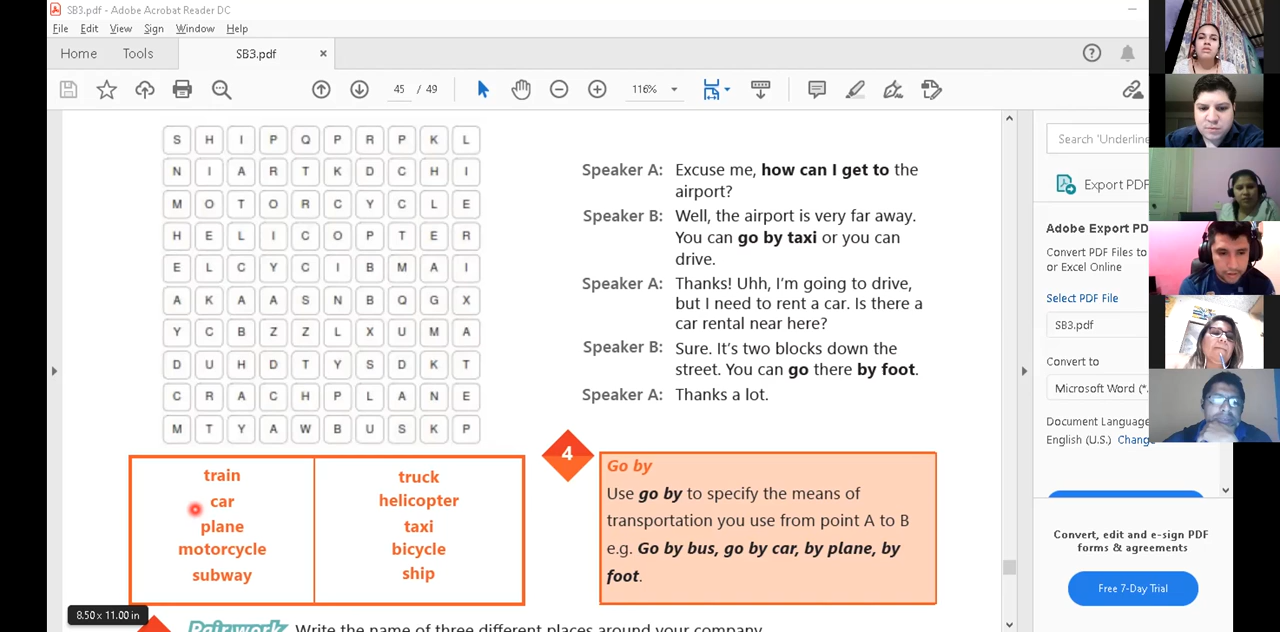 SB3.pdf - Adobe Acrobat Reader DC
File Edit View Sign Window Help
Home Tools SB3.pdf ×
45 / 49 116%
S H I P Q P R P K L
N I A R T K D C H I
M O T O R C Y C L E
H E L I C O P T E R
E L C Y C I B M A I
A K A A S N B Q G X
Y C B Z Z L X U M A
D U H D T Y S D K T
C R A C H P L A N E
M T Y A W B U S K P
train
car
plane
motorcycle
subway
truck
helicopter
taxi
bicycle
ship
8.50 x 11.00 in
Speaker A: Excuse me, how can I get to the
airport?
Speaker B: Well, the airport is very far away.
You can go by taxi or you can
drive.
Speaker A: Thanks! Uhh, I'm going to drive,
but I need to rent a car. Is there a
car rental near here?
Speaker B: Sure. It's two blocks down the
street. You can go there by foot.
Speaker A: Thanks a lot.
4
Go by
Use go by to specify the means of
transportation you use from point A to B
e.g. Go by bus, go by car, by plane, by
foot.
Pairwork Write the name of three different places around your company.
Search 'Underline
Export PDF
Adobe Export PD
Convert PDF Files to
or Excel Online
Select PDF File
SB3.pdf
Convert to
Microsoft Word (*.
Document Language
English (U.S.) Change
Convert, edit and e-sign PDF
forms & agreements
Free 7-Day Trial